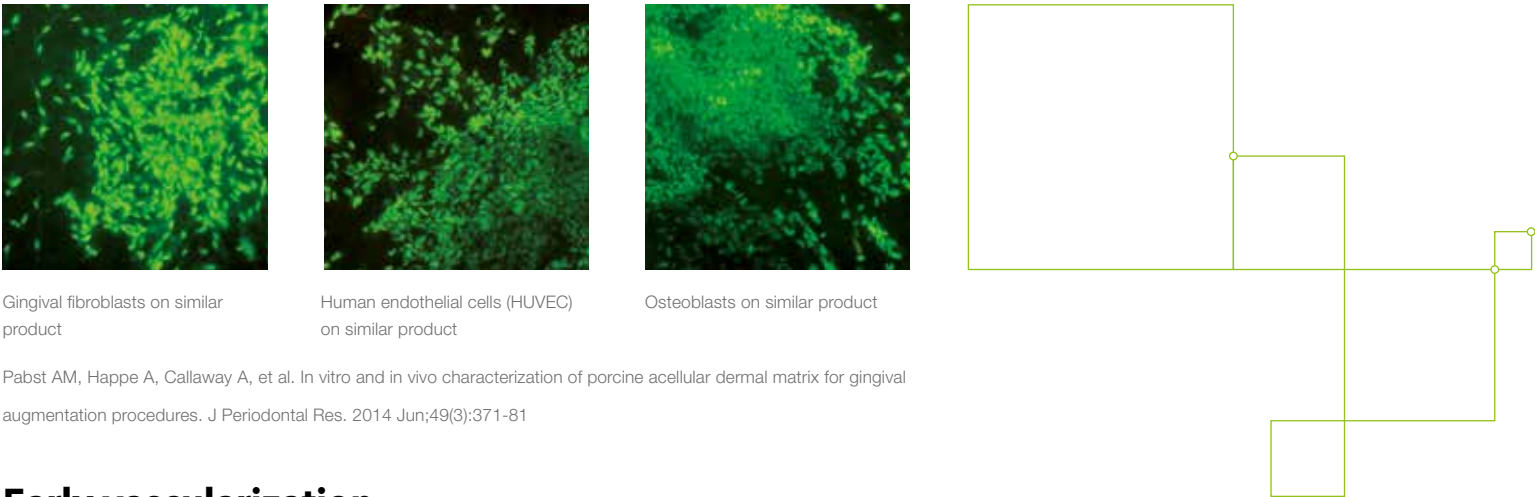 Gingival fibroblasts on similar
product
Human endothelial cells (HUVEC)
on similar product
Osteoblasts on similar product
Pabst AM, Happe A, Callaway A, et al. In vitro and in vivo characterization of porcine acellular dermal matrix for gingival
augmentation procedures. J Periodontal Res. 2014 Jun;49(3):371-81
Early vascularization